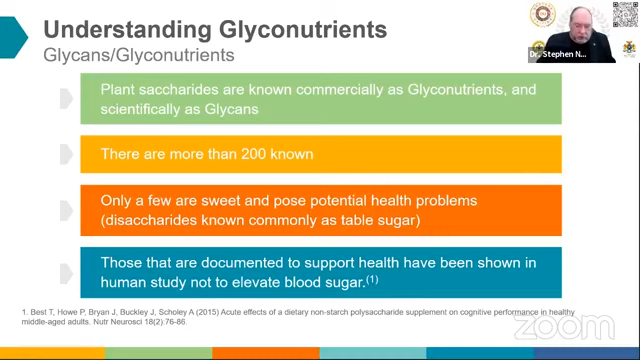 Understanding Glyconutrients
Glycans/Glyconutrients
Dr. Stephen N...
Plant saccharides are known commercially as Glyconutrients, and
scientifically as Glycans
There are more than 200 known
Only a few are sweet and pose potential health problems
(disaccharides known commonly as table sugar)
Those that are documented to support health have been shown in
human study not to elevate blood sugar.(1)
1. Best T, Howe P, Bryan J, Buckley J, Scholey A (2015) Acute effects of a dietary non-starch polysaccharide supplement on cognitive performance in healthy
middle-aged adults. Nutr Neurosci 18(2):76-86.
zoom